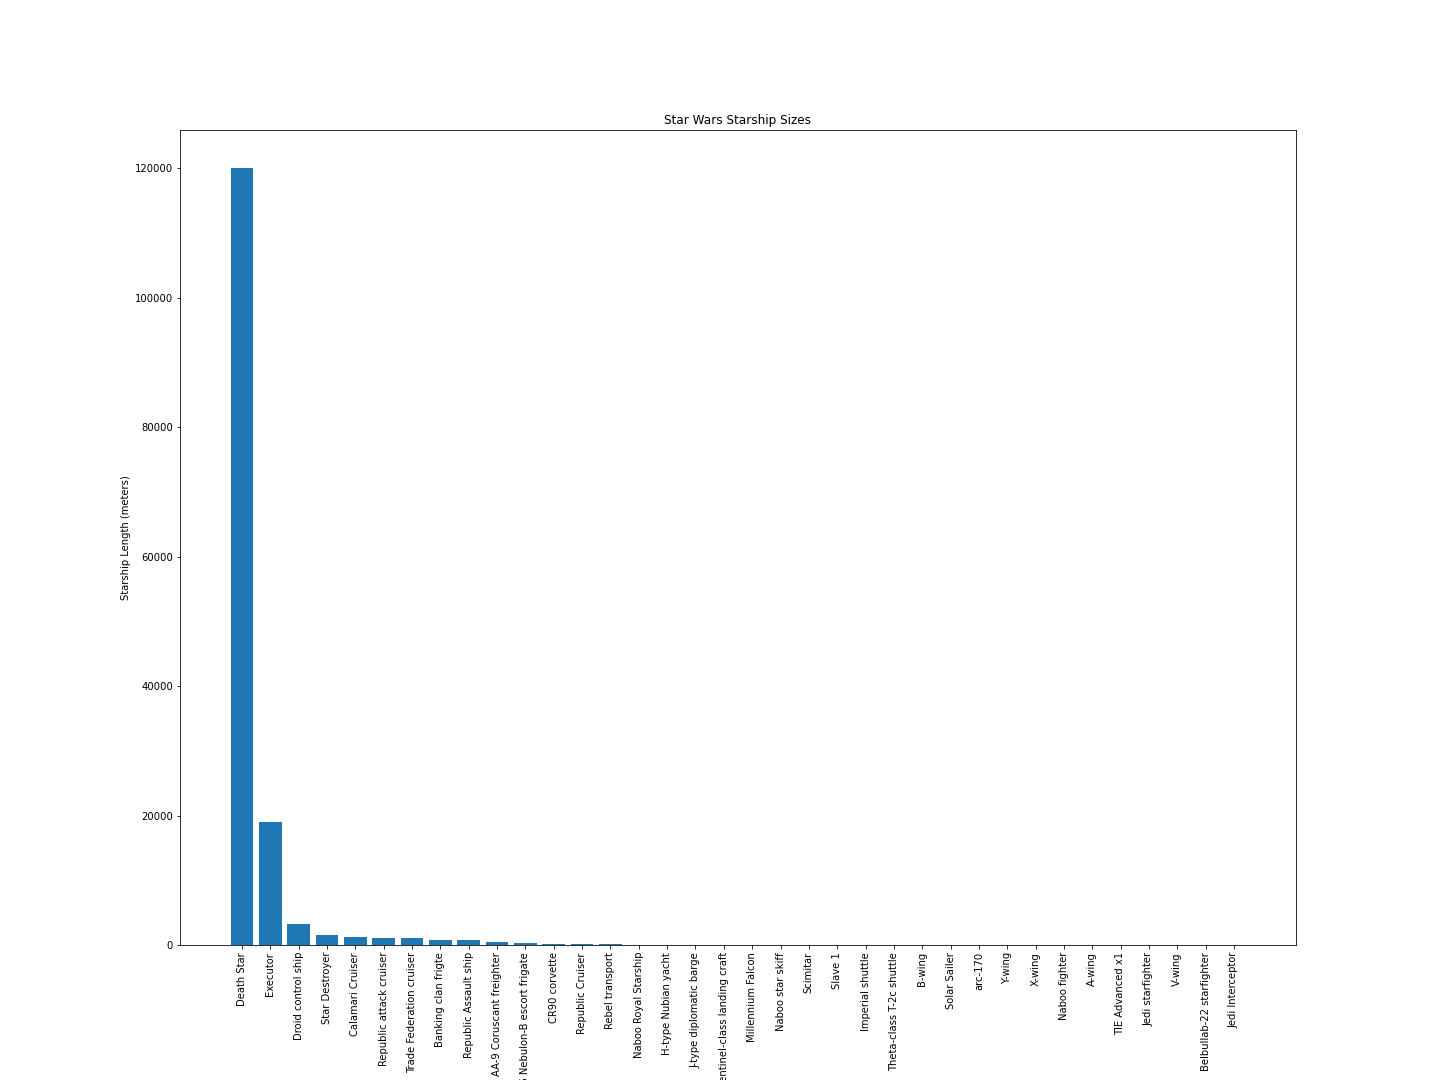 Star Wars Starship Sizes
Starship Length (meters)
120000
100000
80000
60000
40000
20000
0
Death Star
Executor
Droid control ship
Star Destroyer
Calamari Cruiser
Republic attack cruiser
Trade Federation cruiser
Banking clan frigte
Republic Assault ship
AA-9 Coruscant freighter
Nebulon-B escort frigate
CR90 corvette
Republic Cruiser
Rebel transport
Naboo Royal Starship
H-type Nubian yacht
J-type diplomatic barge
entinel-class landing craft
Millennium Falcon
Naboo star skiff
Scimitar
Slave 1
Imperial shuttle
Theta-class T-2c shuttle
B-wing
Solar Sailer
arc-170
Y-wing
X-wing
Naboo fighter
A-wing
TIE Advanced x1
Jedi starfighter
V-wing
Belbullab-22 starfighter
Jedi Interceptor